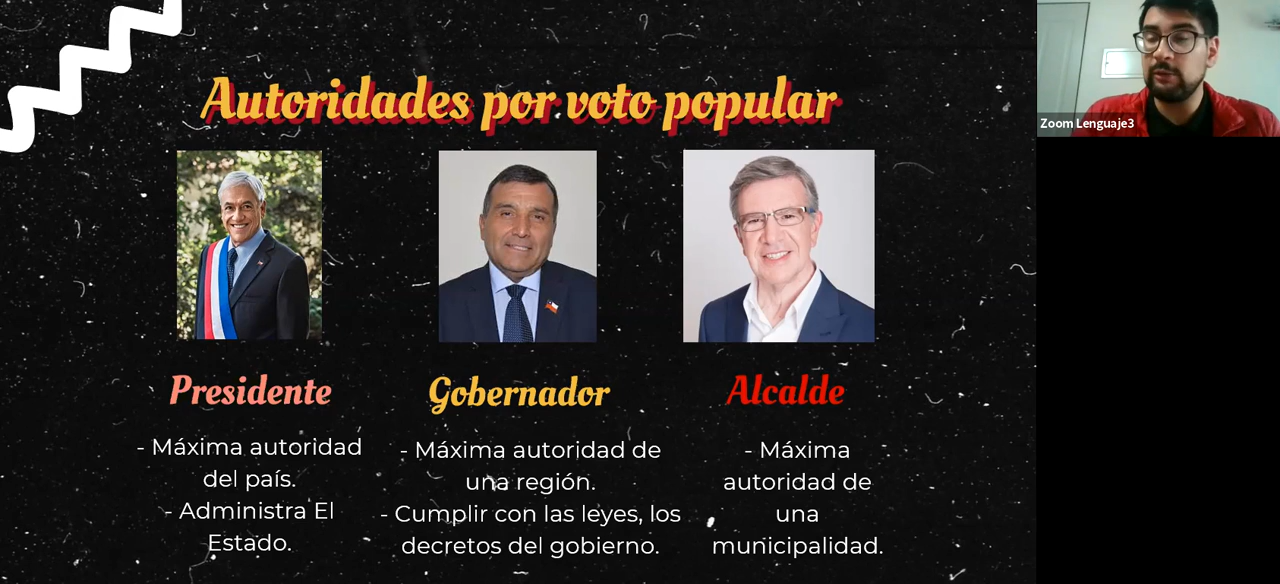 Autoridades por voto popular
Zoom Lenguaje3
Presidente
- Máxima autoridad
del país.
- Administra El
Estado.
Gobernador
- Máxima autoridad de
una región.
- Cumplir con las leyes, los
decretos del gobierno.
Alcalde
- Máxima
autoridad de
una
municipalidad.